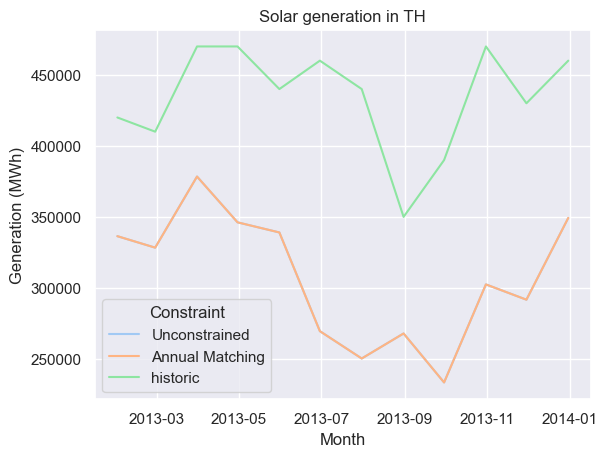 Solar generation in TH
Generation (MWh)
450000
400000
350000
300000
250000
Constraint
Unconstrained
Annual Matching
historic
2013-03 2013-05 2013-07 2013-09 2013-11 2014-01
Month